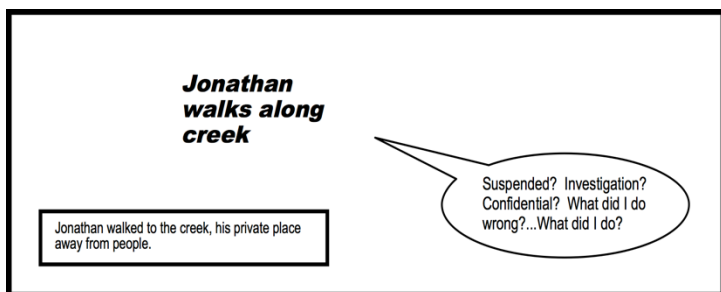 Jonathan
walks along
creek
Suspended? Investigation?
Confidential? What did I do
wrong?...What did I do?
Jonathan walked to the creek, his private place
away from people.